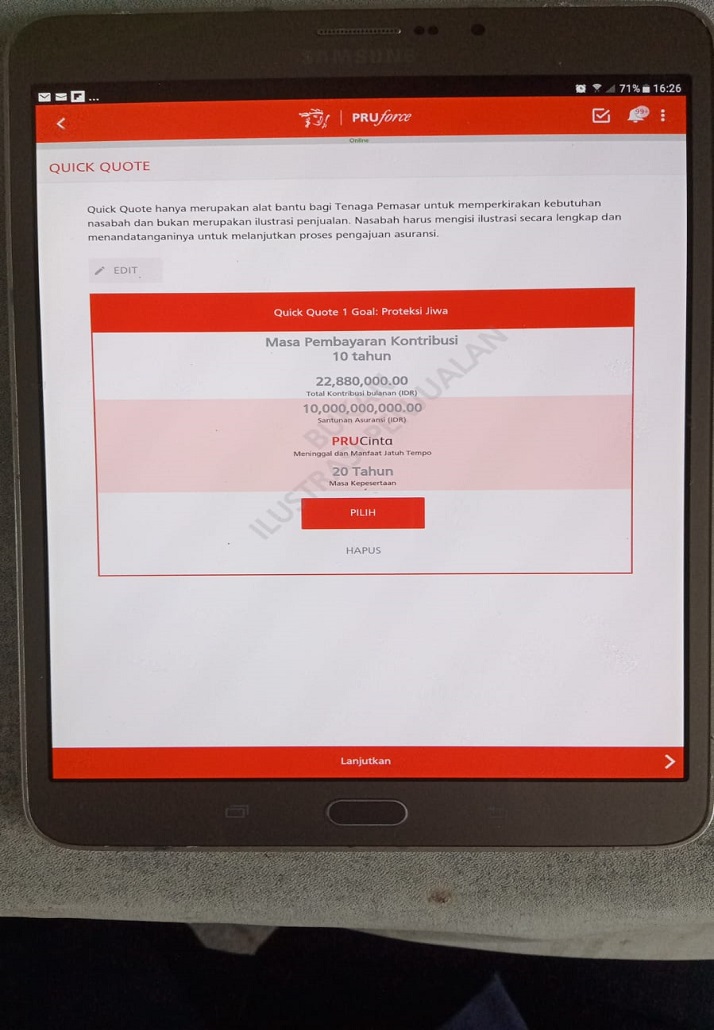 SAMSUNG
71% 16:26
PRUforce
99+
Online
QUICK QUOTE
Quick Quote hanya merupakan alat bantu bagi Tenaga Pemasar untuk memperkirakan kebutuhan
nasabah dan bukan merupakan ilustrasi penjualan. Nasabah harus mengisi ilustrasi secara lengkap dan
menandatanganinya untuk melanjutkan proses pengajuan asuransi.
EDIT
Quick Quote 1 Goal: Proteksi Jiwa
Masa Pembayaran Kontribusi
10 tahun
22,880,000.00
Total Kontribusi bulanan (IDR)
10,000,000,000.00
Santunan Asuransi (IDR)
PRUCinta
Meninggal dan Manfaat Jatuh Tempo
20 Tahun
Masa Kepesertaan
BUKAN
ILUSTRASI PENJUALAN
PILIH
HAPUS
Lanjutkan